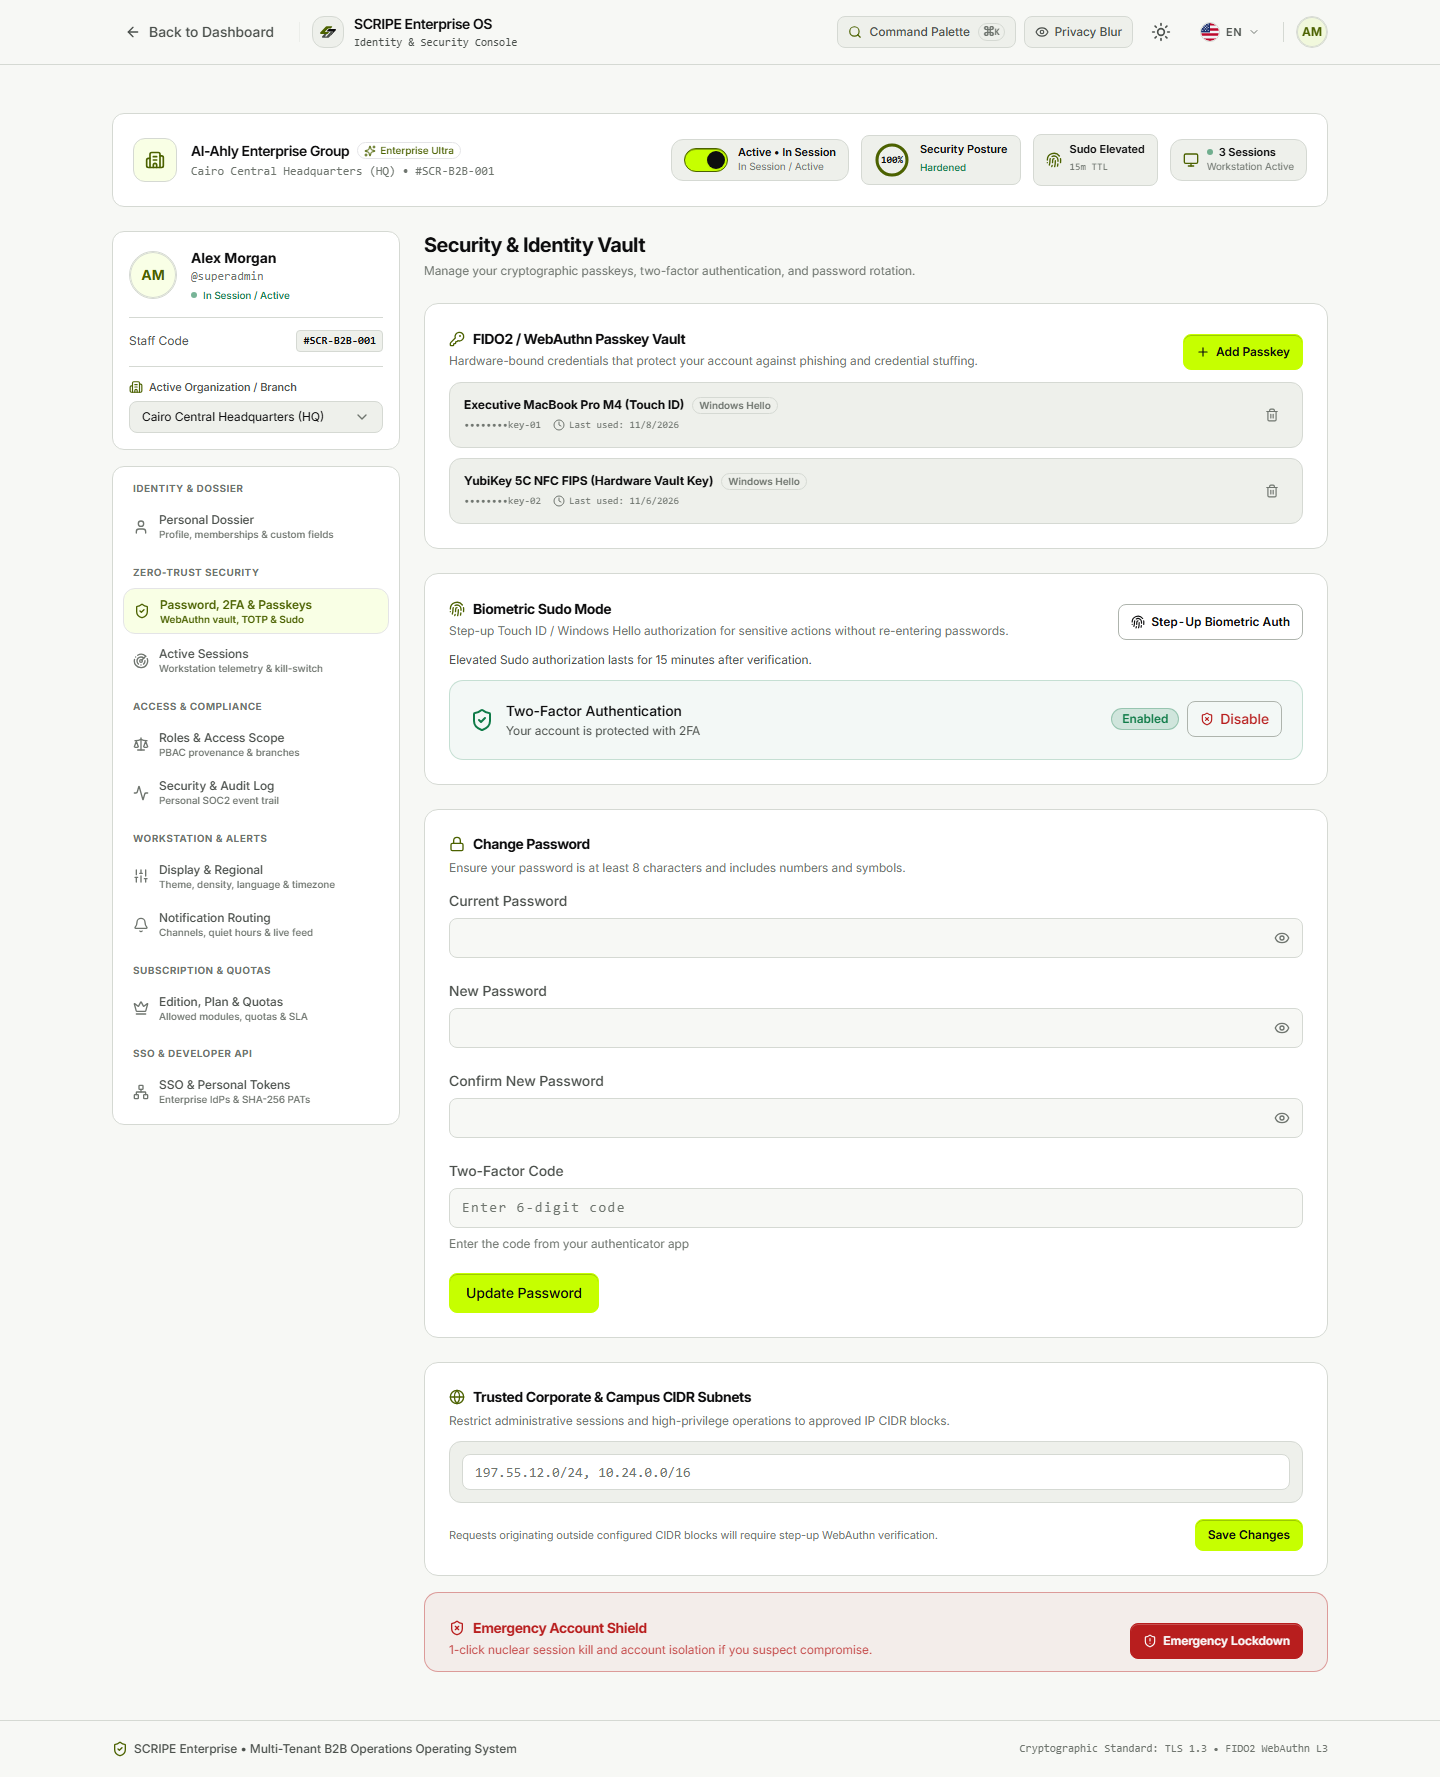 Back to Dashboard
SCRIPE Enterprise OS
Identity & Security Console
Command Palette ⌘K
Privacy Blur
EN
AM
Al-Ahly Enterprise Group
Enterprise Ultra
Cairo Central Headquarters (HQ) • #SCR-B2B-001
Active • In Session
In Session / Active
100%
Security Posture
Hardened
Sudo Elevated
15m TTL
3 Sessions
Workstation Active
AM
Alex Morgan
@superadmin
In Session / Active
Staff Code
#SCR-B2B-001
Active Organization / Branch
Cairo Central Headquarters (HQ)
IDENTITY & DOSSIER
Personal Dossier
Profile, memberships & custom fields
ZERO-TRUST SECURITY
Password, 2FA & Passkeys
WebAuthn vault, TOTP & Sudo
Active Sessions
Workstation telemetry & kill-switch
ACCESS & COMPLIANCE
Roles & Access Scope
PBAC provenance & branches
Security & Audit Log
Personal SOC2 event trail
WORKSTATION & ALERTS
Display & Regional
Theme, density, language & timezone
Notification Routing
Channels, quiet hours & live feed
SUBSCRIPTION & QUOTAS
Edition, Plan & Quotas
Allowed modules, quotas & SLA
SSO & DEVELOPER API
SSO & Personal Tokens
Enterprise IdPs & SHA-256 PATs
Security & Identity Vault
Manage your cryptographic passkeys, two-factor authentication, and password rotation.
FIDO2 / WebAuthn Passkey Vault
Hardware-bound credentials that protect your account against phishing and credential stuffing.
Add Passkey
Executive MacBook Pro M4 (Touch ID)
Windows Hello
••••••••key-01
Last used: 11/8/2026
YubiKey 5C NFC FIPS (Hardware Vault Key)
Windows Hello
••••••••key-02
Last used: 11/6/2026
Biometric Sudo Mode
Step-up Touch ID / Windows Hello authorization for sensitive actions without re-entering passwords.
Step-Up Biometric Auth
Elevated Sudo authorization lasts for 15 minutes after verification.
Two-Factor Authentication
Your account is protected with 2FA
Enabled
Disable
Change Password
Ensure your password is at least 8 characters and includes numbers and symbols.
Current Password
New Password
Confirm New Password
Two-Factor Code
Enter 6-digit code
Enter the code from your authenticator app
Update Password
Trusted Corporate & Campus CIDR Subnets
Restrict administrative sessions and high-privilege operations to approved IP CIDR blocks.
197.55.12.0/24, 10.24.0.0/16
Requests originating outside configured CIDR blocks will require step-up WebAuthn verification.
Save Changes
Emergency Account Shield
1-click nuclear session kill and account isolation if you suspect compromise.
Emergency Lockdown
SCRIPE Enterprise • Multi-Tenant B2B Operations Operating System
Cryptographic Standard: TLS 1.3 • FIDO2 WebAuthn L3